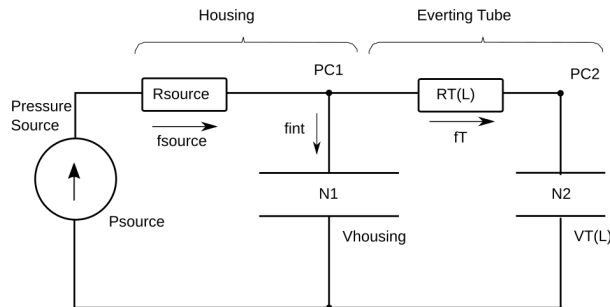 Housing
Everting Tube
PC1
PC2
Pressure
Source
Rsource
RT(L)
fsource
fint
fT
N1
N2
Psource
Vhousing
VT(L)